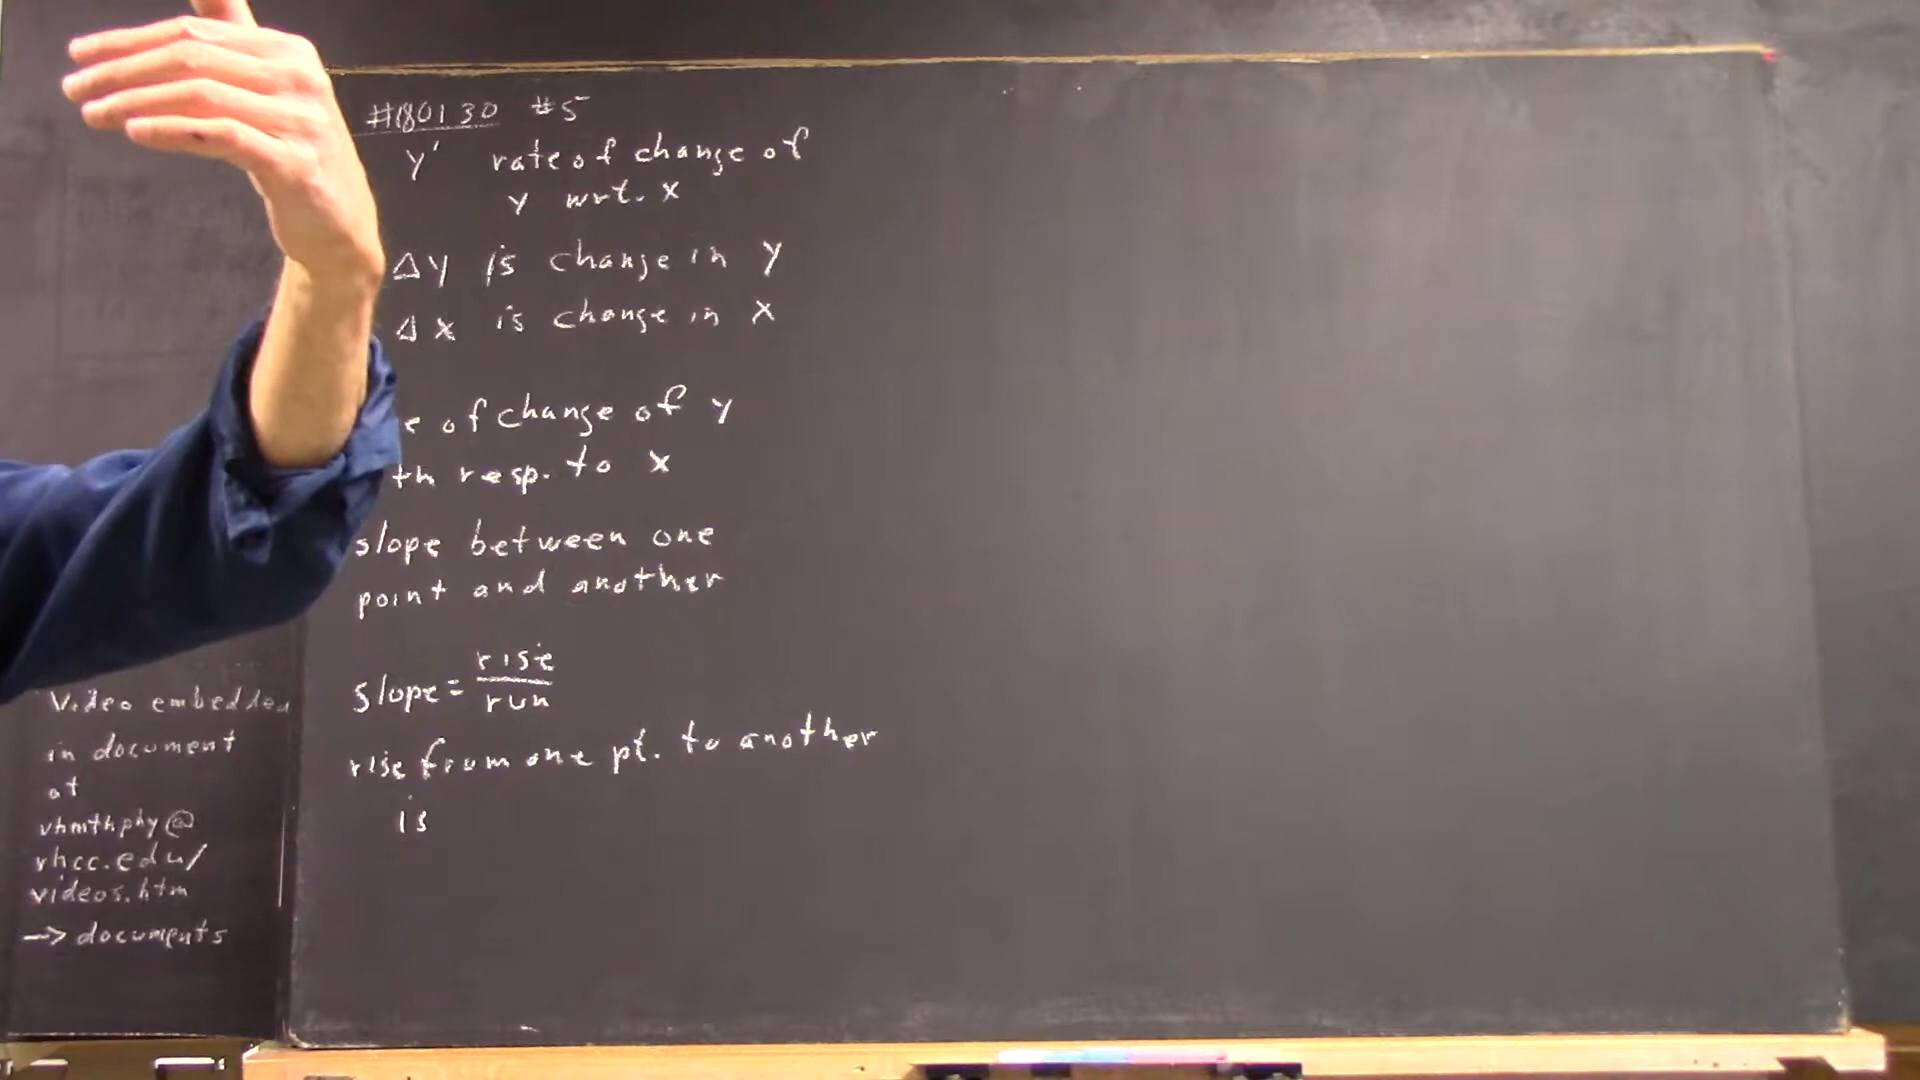 #180130 #5
y' rate of change of
y wrt. x
Δy is change in y
Δx is change in x
e of change of y
th resp. to x
slope between one
point and another
slope = rise
run
rise from one pt. to another
is
Video embedded
in document
at
vhmthphy@
vhcc.edu/
videos.htm
→ documents